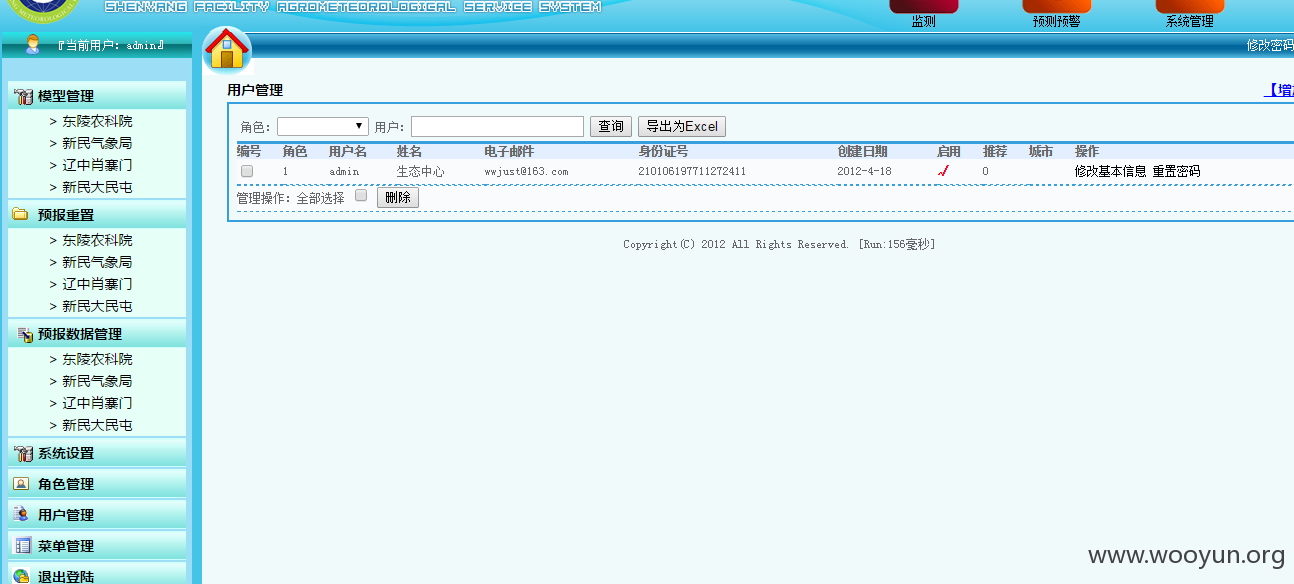 SHENYANG FACILITY AGROMETEOROLOGICAL SERVICE SYSTEM
监测
预测预警
系统管理
『当前用户: admin』
修改密码
模型管理
> 东陵农科院
> 新民气象局
> 辽中肖寨门
> 新民大民屯
预报重置
> 东陵农科院
> 新民气象局
> 辽中肖寨门
> 新民大民屯
预报数据管理
> 东陵农科院
> 新民气象局
> 辽中肖寨门
> 新民大民屯
系统设置
角色管理
用户管理
菜单管理
退出登陆
用户管理
【增
角色: 用户: 查询 导出为Excel
编号 角色 用户名 姓名 电子邮件 身份证号 创建日期 启用 推荐 城市 操作
1 admin 生态中心 wwjust@163.com 210106197711272411 2012-4-18 0 修改基本信息 重置密码
管理操作: 全部选择 删除
Copyright(C) 2012 All Rights Reserved. [Run:156毫秒]
www.wooyun.org